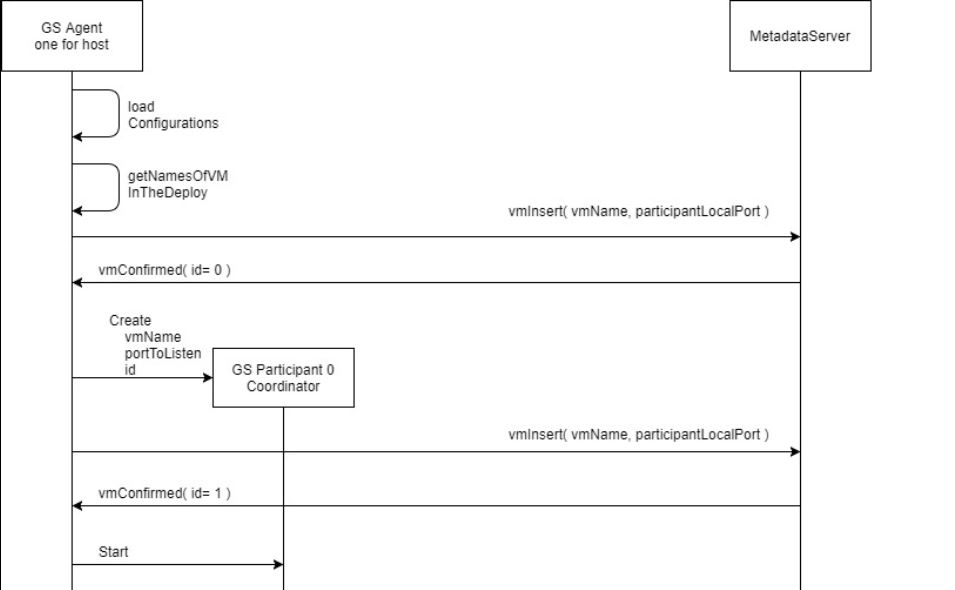 GS Agent
one for host
MetadataServer
load
Configurations
getNamesOfVM
InTheDeploy
vmInsert( vmName, participantLocalPort )
vmConfirmed( id= 0 )
Create
vmName
portToListen
id
GS Participant 0
Coordinator
vmInsert( vmName, participantLocalPort )
vmConfirmed( id= 1 )
Start